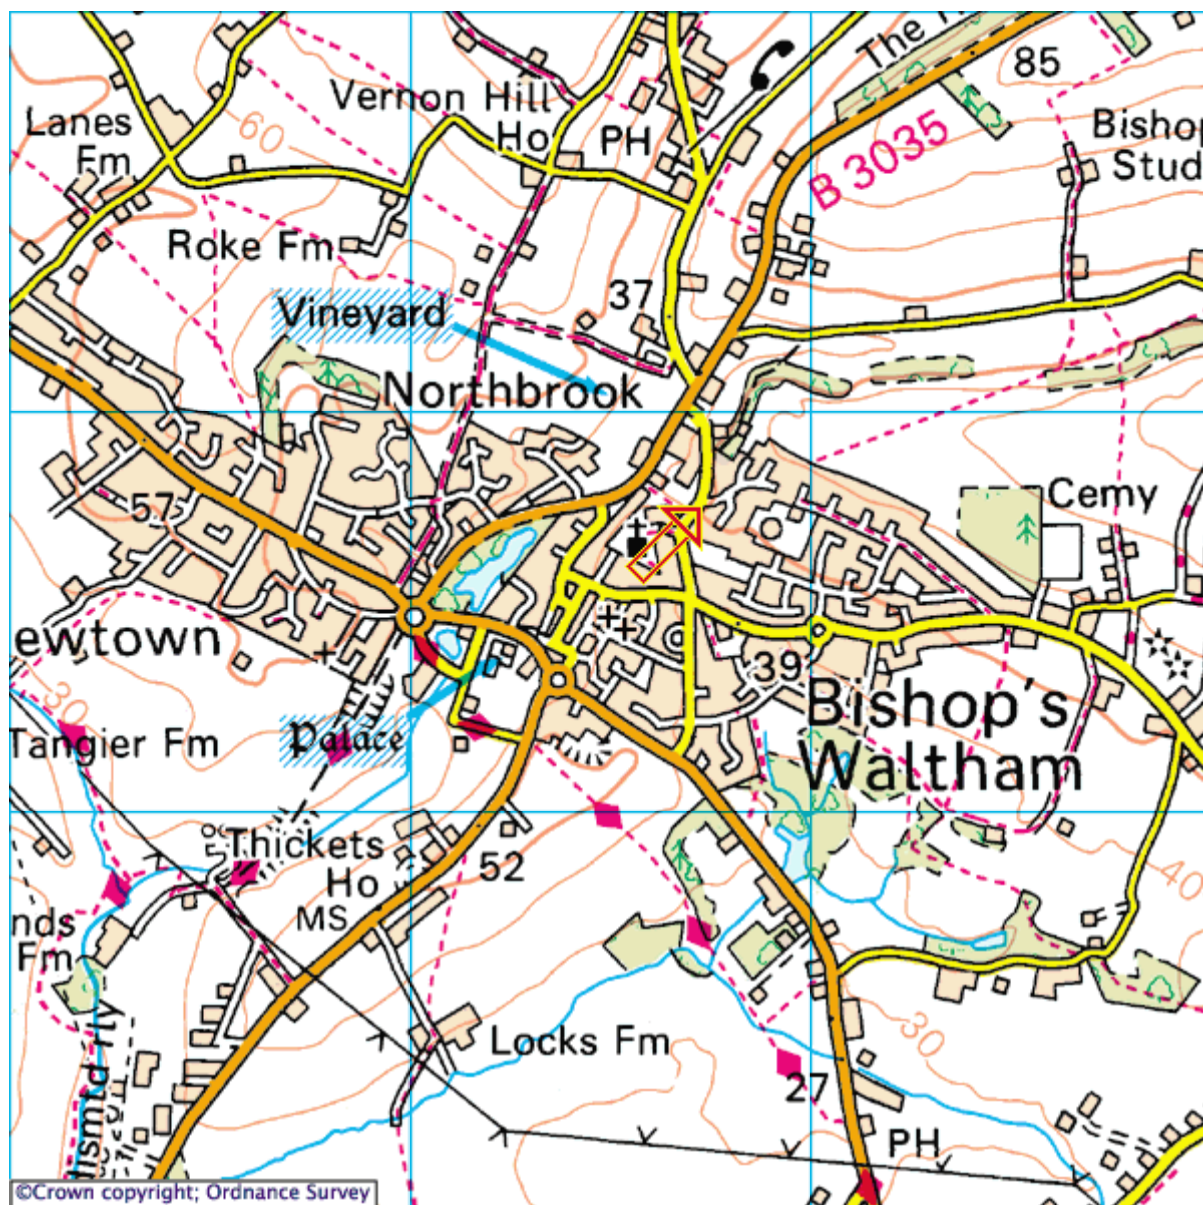 The
85
Vernon Hill
Ho
PH
B 3035
Lanes
Fm
60
Bishop
Stud
Roke Fm
37
Vineyard
Northbrook
57
Cemy
ewtown
39
Bishop's
Waltham
30
Tangier Fm
Palace
Thickets
Ho
MS
52
40
nds
Fm
Locks Fm
30
27
PH
dismtd rly
©Crown copyright; Ordnance Survey